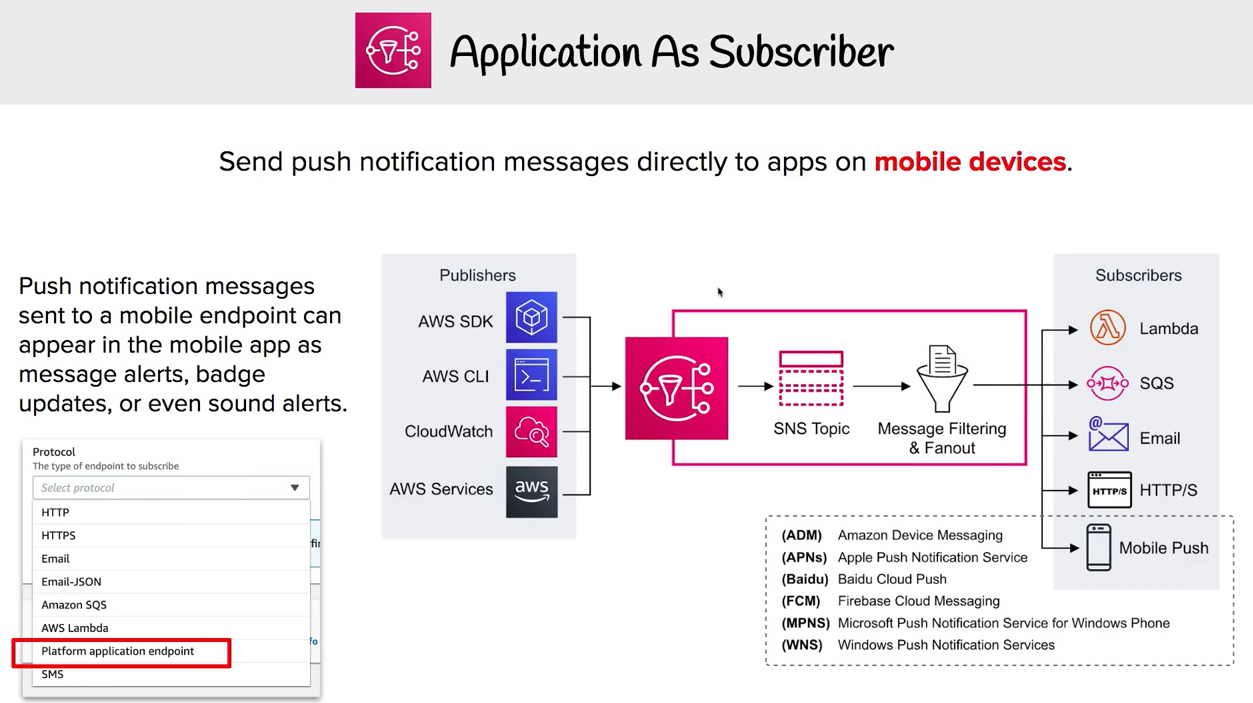 Application As Subscriber
Send push notification messages directly to apps on mobile devices.
Push notification messages
sent to a mobile endpoint can
appear in the mobile app as
message alerts, badge
updates, or even sound alerts.
Protocol
The type of endpoint to subscribe
Select protocol
HTTP
HTTPS
Email
Email-JSON
Amazon SQS
AWS Lambda
Platform application endpoint
SMS
Publishers
AWS SDK
AWS CLI
CloudWatch
AWS Services
aws
SNS Topic
Message Filtering
& Fanout
Subscribers
Lambda
SQS
@
Email
HTTP/S
HTTP/S
Mobile Push
(ADM) Amazon Device Messaging
(APNs) Apple Push Notification Service
(Baidu) Baidu Cloud Push
(FCM) Firebase Cloud Messaging
(MPNS) Microsoft Push Notification Service for Windows Phone
(WNS) Windows Push Notification Services